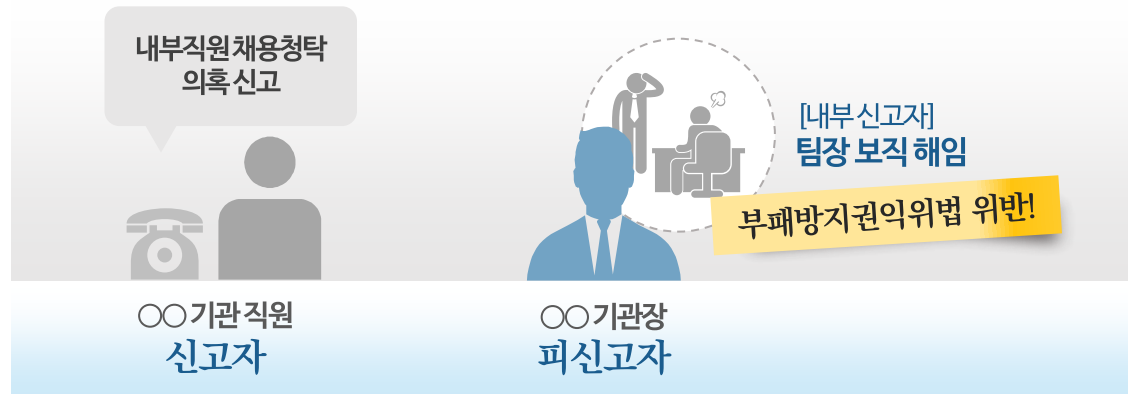 내부직원 채용청탁
의혹 신고
[내부 신고자]
팀장 보직 해임
부패방지권익위법 위반!
○○ 기관 직원
신고자
○○ 기관장
피신고자